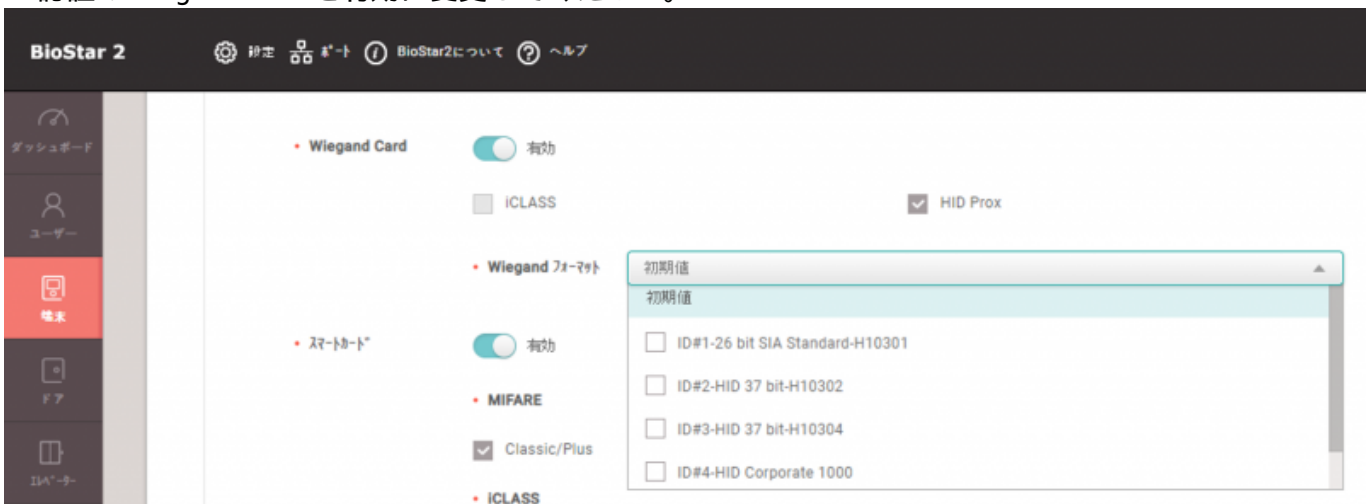 BioStar 2 設定 ポート BioStar2について ヘルプ
ダッシュボード
ユーザー
端末
ドア
エレベーター
• Wiegand Card 有効
iCLASS HID Prox
• Wiegand フォーマット 初期値
初期値
ID#1-26 bit SIA Standard-H10301
ID#2-HID 37 bit-H10302
ID#3-HID 37 bit-H10304
ID#4-HID Corporate 1000
• スマートカード 有効
• MIFARE
Classic/Plus
• iCLASS